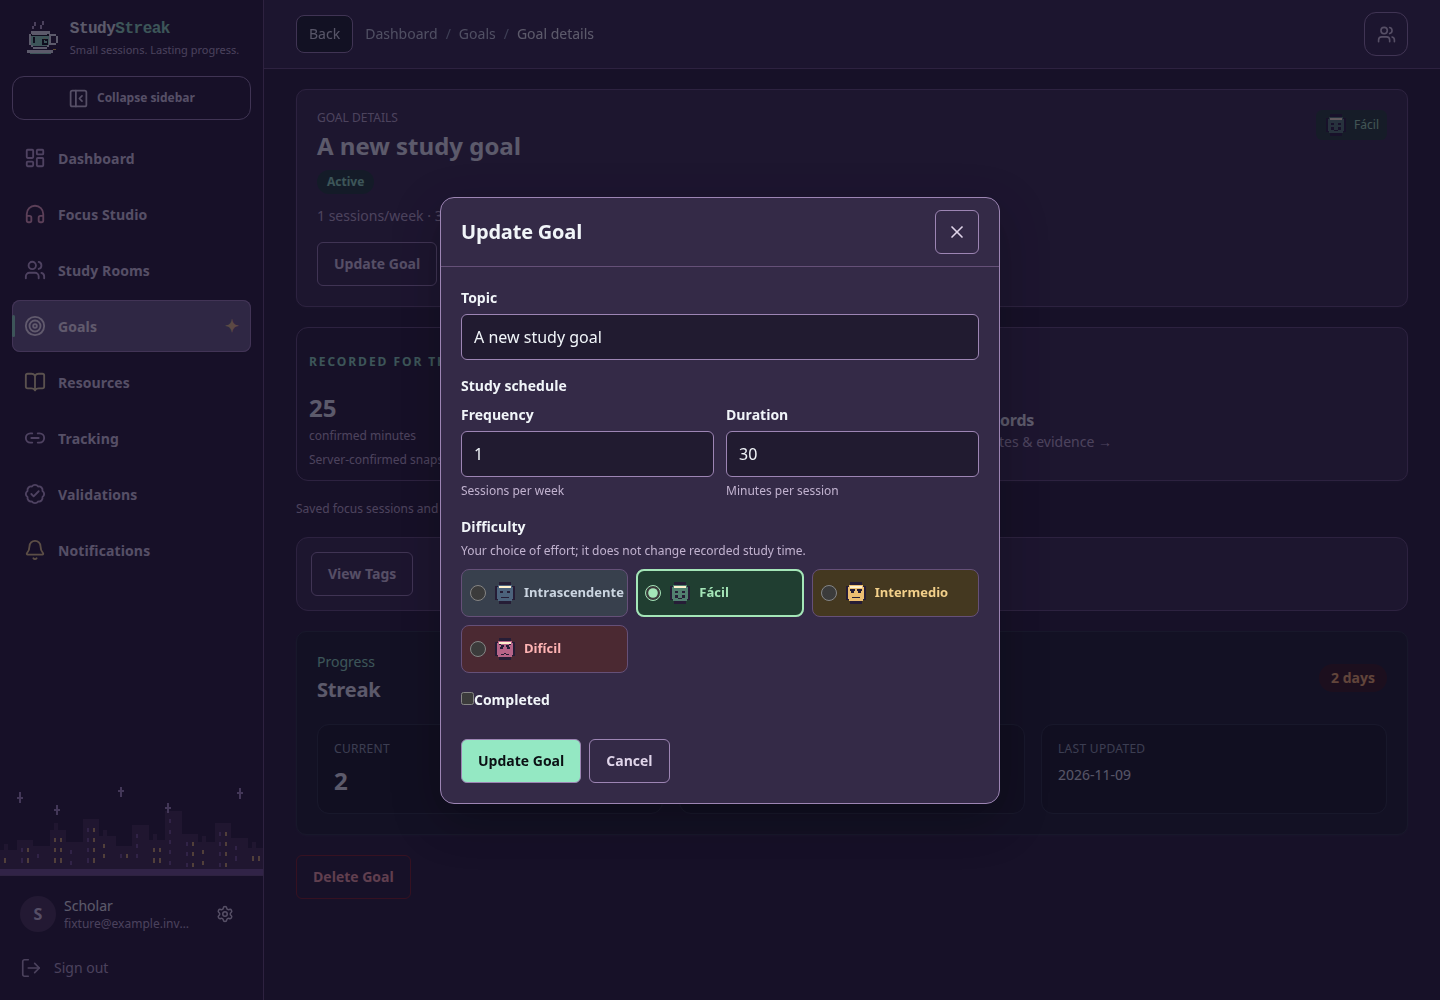 StudyStreak
Small sessions. Lasting progress.
Collapse sidebar
Dashboard
Focus Studio
Study Rooms
Goals
Resources
Tracking
Validations
Notifications
S
Scholar
fixture@example.inv...
Sign out
Back
Dashboard / Goals / Goal details
GOAL DETAILS
A new study goal
Fácil
Active
1 sessions/week · 3
Update Goal
RECORDED FOR
25
confirmed minutes
Server-confirmed snaps
ords
tes & evidence →
Saved focus sessions and
View Tags
Progress
Streak
2 days
CURRENT
2
LAST UPDATED
2026-11-09
Delete Goal
Update Goal
Topic
A new study goal
Study schedule
Frequency
Duration
1
30
Sessions per week
Minutes per session
Difficulty
Your choice of effort; it does not change recorded study time.
Intrascendente
Fácil
Intermedio
Difícil
Completed
Update Goal
Cancel